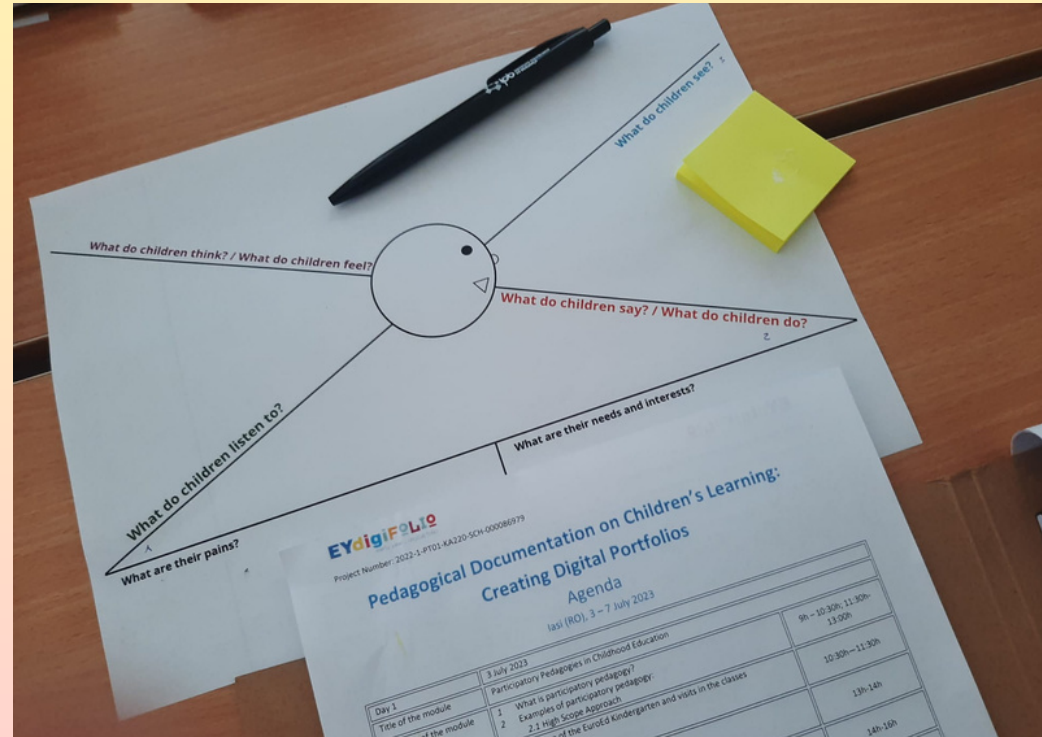 What do children see?
What do children think? / What do children feel?
What do children say? / What do children do?
2
What do children listen to?
What are their needs and interests?
What are their pains?
EYdigiFOLIO
Project Number: 2022-1-PT01-KA220-SCH-000086979
Pedagogical Documentation on Children's Learning:
Creating Digital Portfolios
Agenda
Iasi (RO), 3 – 7 July 2023
Day 1
3 July 2023
Title of the module
Participatory Pedagogies in Childhood Education
9h – 10:30h; 11:30h-
13:00h
of the module
1 What is participatory pedagogy?
2 Examples of participatory pedagogy:
2.1 High Scope Approach
10:30h—11:30h
of the EuroEd Kindergarten and visits in the classes
13h-14h
14h-16h